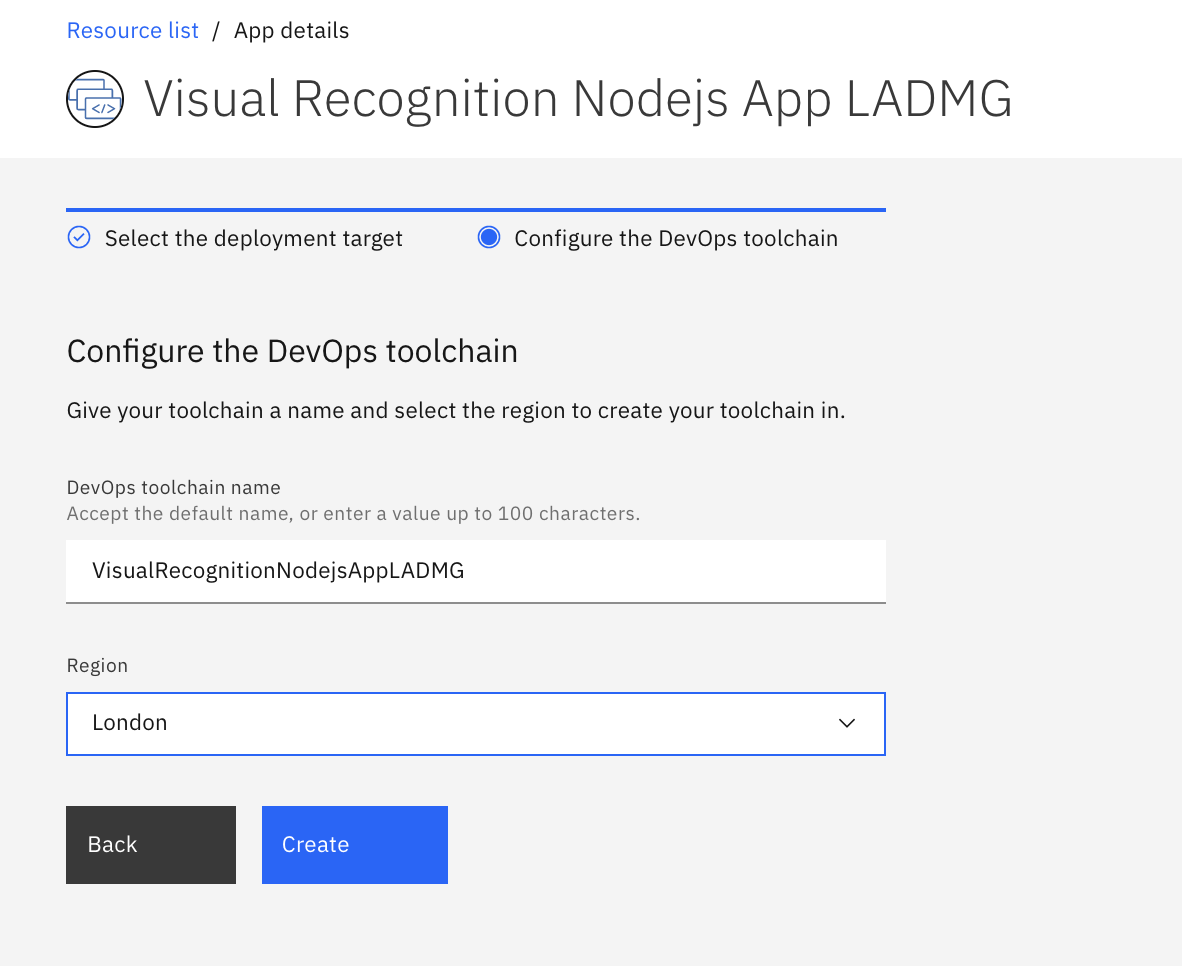 Resource list / App details
</>
Visual Recognition Nodejs App LADMG
Select the deployment target
Configure the DevOps toolchain
Configure the DevOps toolchain
Give your toolchain a name and select the region to create your toolchain in.
DevOps toolchain name
Accept the default name, or enter a value up to 100 characters.
VisualRecognitionNodejsAppLADMG
Region
London
Back
Create